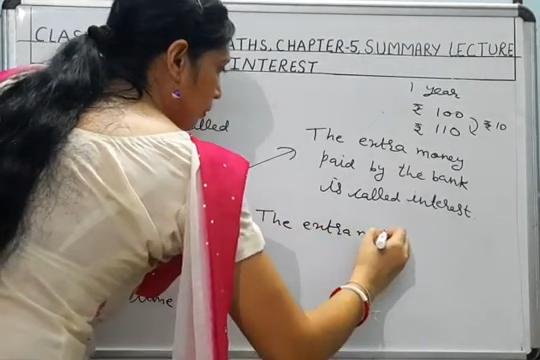 CLASS MATHS, CHAPTER-5, SUMMARY LECTURE
INTEREST
1 year
₹ 100
₹ 110
₹10
The extra money
paid by the bank
is called interest.
The extra